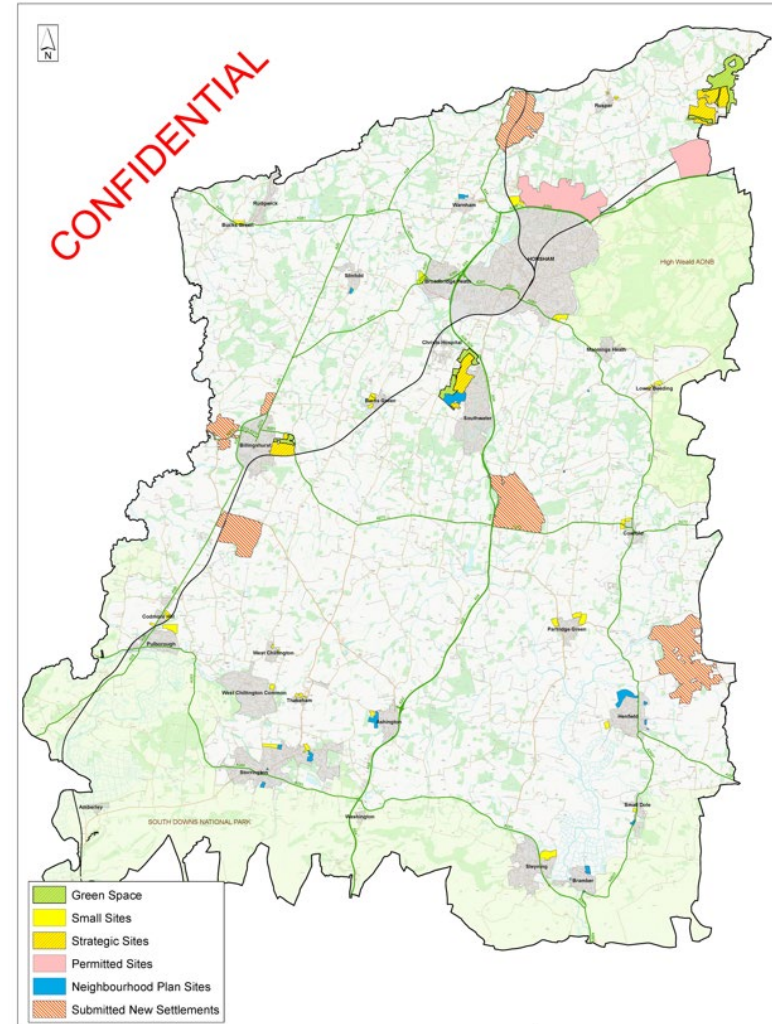 N
CONFIDENTIAL
Rusper
Rudgwick
Bucks Green
Warnham
HORSHAM
High Weald AONB
Slinfold
Broadbridge Heath
Christs Hospital
Mannings Heath
Lower Beeding
Barns Green
Southwater
Billingshurst
Cowfold
Codmore Hill
Pulborough
Partridge Green
West Chiltington
West Chiltington Common
Thakeham
Ashington
Henfield
Storrington
Amberley
SOUTH DOWNS NATIONAL PARK
Washington
Small Dole
Steyning
Bramber
Green Space
Small Sites
Strategic Sites
Permitted Sites
Neighbourhood Plan Sites
Submitted New Settlements